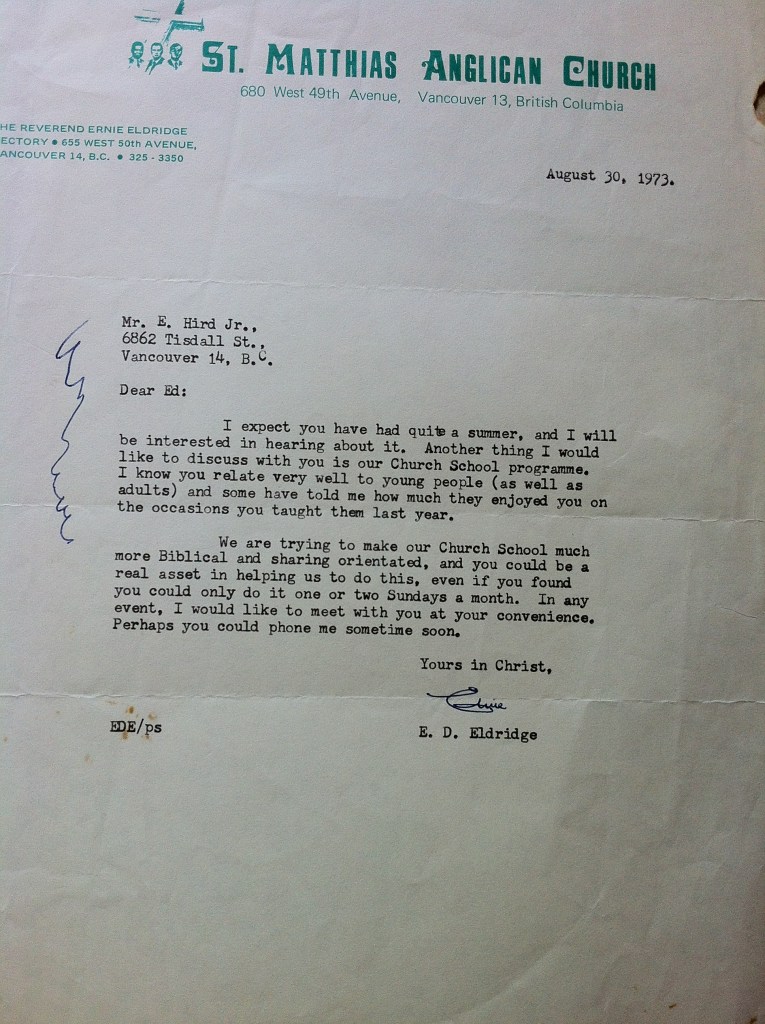 ST. MATTHIAS ANGLICAN CHURCH
680 West 49th Avenue, Vancouver 13, British Columbia
HE REVEREND ERNIE ELDRIDGE
ECTORY • 655 WEST 50th AVENUE,
ANCOUVER 14, B.C. • 325 - 3350
August 30, 1973.
Mr. E. Hird Jr.,
6862 Tisdall St.,
Vancouver 14, B.C.
Dear Ed:
I expect you have had quite a summer, and I will
be interested in hearing about it. Another thing I would
like to discuss with you is our Church School programme.
I know you relate very well to young people (as well as
adults) and some have told me how much they enjoyed you on
the occasions you taught them last year.
We are trying to make our Church School much
more Biblical and sharing orientated, and you could be a
real asset in helping us to do this, even if you found
you could only do it one or two Sundays a month. In any
event, I would like to meet with you at your convenience.
Perhaps you could phone me sometime soon.
Yours in Christ,
Ernie
EDE/ps
E. D. Eldridge